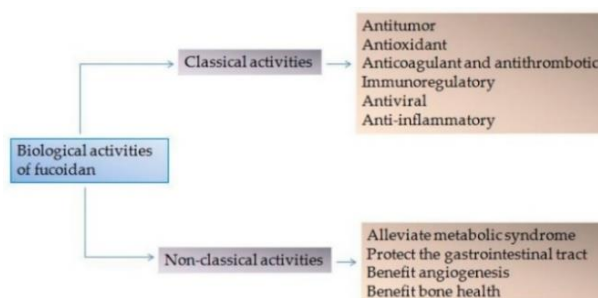 Classical activities
Antitumor
Antioxidant
Anticoagulant and antithrombotic
Immunoregulatory
Antiviral
Anti-inflammatory
Biological activities
of fucoidan
Non-classical activities
Alleviate metabolic syndrome
Protect the gastrointestinal tract
Benefit angiogenesis
Benefit bone health